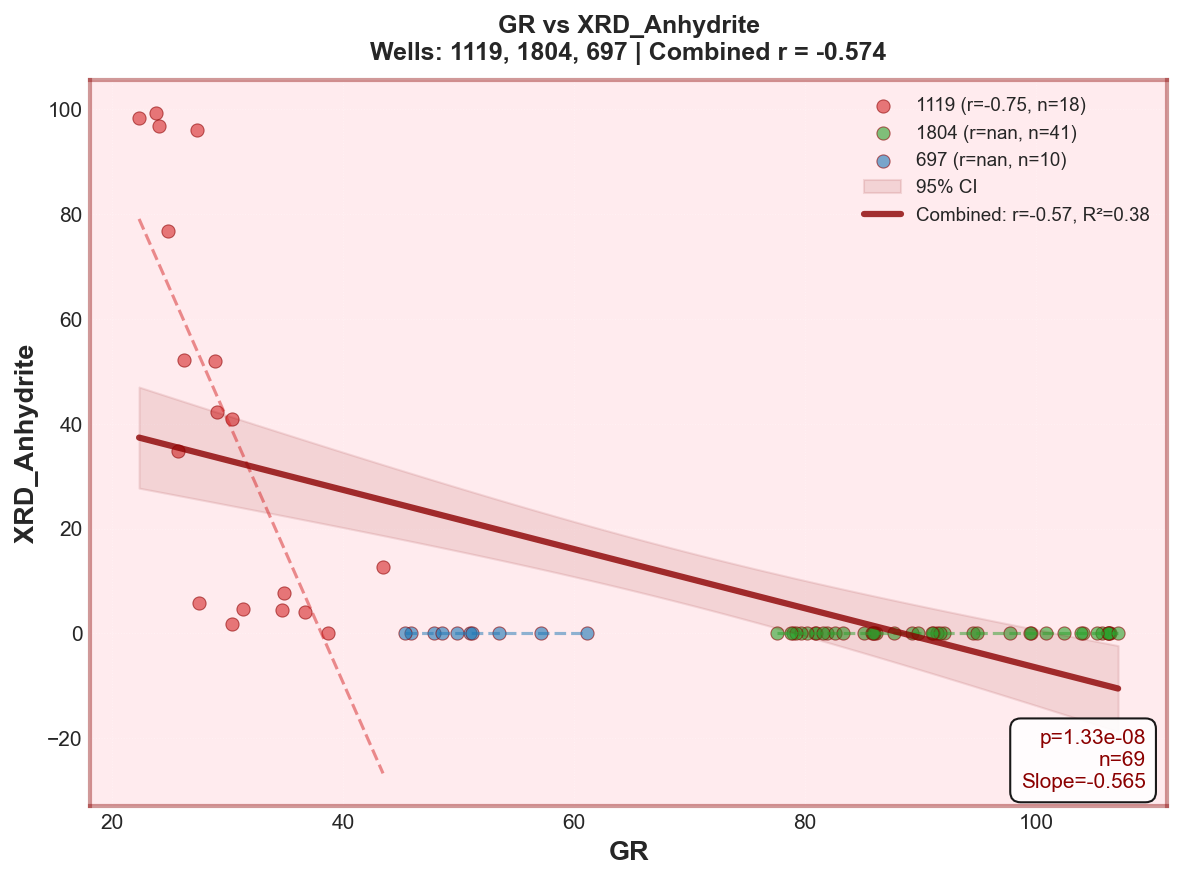 GR vs XRD_Anhydrite
Wells: 1119, 1804, 697 | Combined r = -0.574
1119 (r=-0.75, n=18)
1804 (r=nan, n=41)
697 (r=nan, n=10)
95% CI
Combined: r=-0.57, R²=0.38
100
80
60
40
20
0
−20
XRD_Anhydrite
p=1.33e-08
n=69
Slope=-0.565
20 40 60 80 100
GR